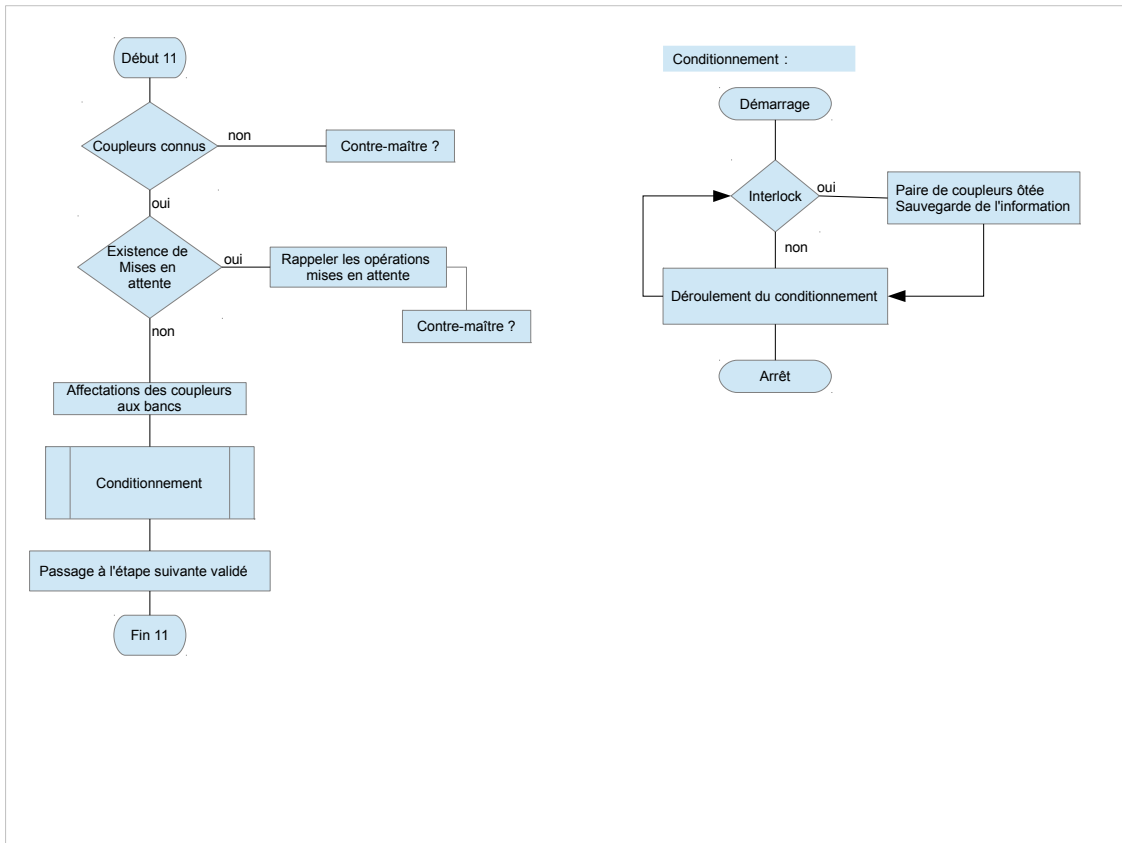 Début 11
Coupleurs connus
non
Contre-maître ?
oui
Existence de
Mises en
attente
oui
Rappeler les opérations
mises en attente
Contre-maître ?
non
Affectations des coupleurs
aux bancs
Conditionnement
Passage à l'étape suivante validé
Fin 11
Conditionnement :
Démarrage
Interlock
oui
Paire de coupleurs ôtée
Sauvegarde de l'information
non
Déroulement du conditionnement
Arrêt